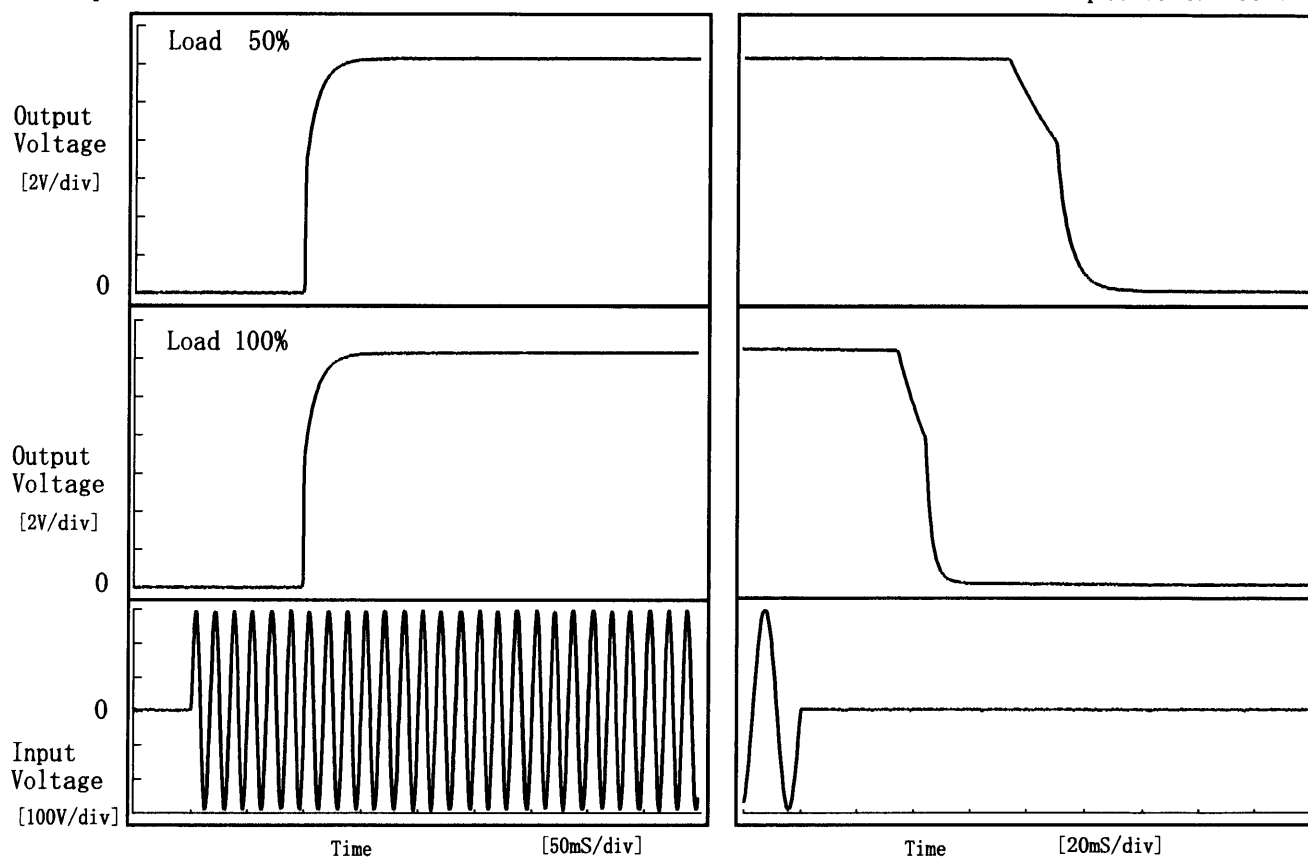 Load 50%
Output
Voltage
[2V/div]
0
Load 100%
Output
Voltage
[2V/div]
0
0
Input
Voltage
[100V/div]
Time [50mS/div]
Time [20mS/div]